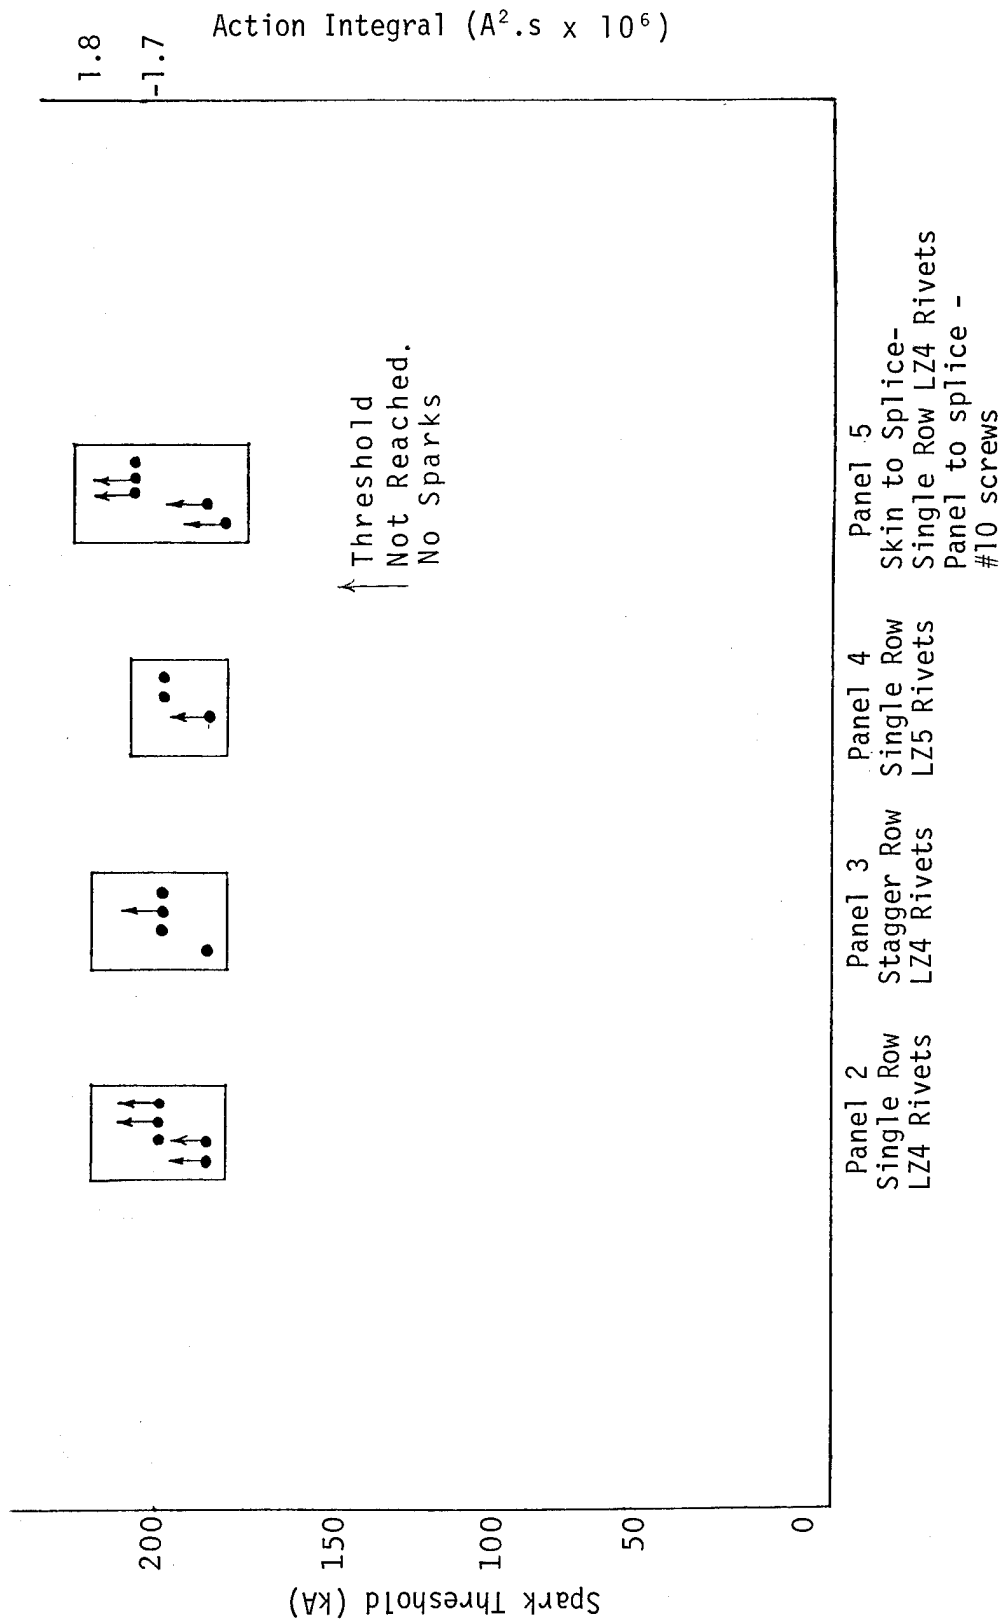 Action Integral (A².s x 10⁶)
1.8
-1.7
Spark Threshold (kA)
200
150
100
50
0
Threshold
Not Reached.
No Sparks
Panel 2
Single Row
LZ4 Rivets
Panel 3
Stagger Row
LZ4 Rivets
Panel 4
Single Row
LZ5 Rivets
Panel 5
Skin to Splice-
Single Row LZ4 Rivets
Panel to splice -
#10 screws